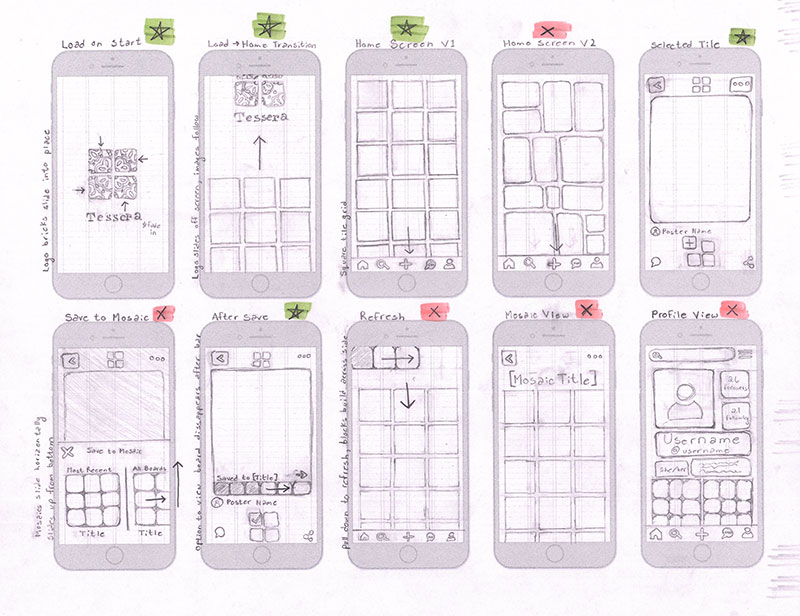 Load on Start
Load → Home Transition
Home Screen V1
Home Screen V2
Selected Tile
Logo bricks slide into place
Tessera
slide in
Logo slides off screen, images follow
Tessera
Square tile grid
Poster Name
Save to Mosaic
After Save
Refresh
Mosaic View
Profile View
Mosaics slide horizontally
Slides up from bottom
Save to Mosaic
Most Recent
All Boards
Title
Title
Option to view board disappears after bar
Saved to [Title]
Poster Name
Pull down to refresh, blocks build across side
[Mosaic Title]
26
followers
21
following
Username
@username